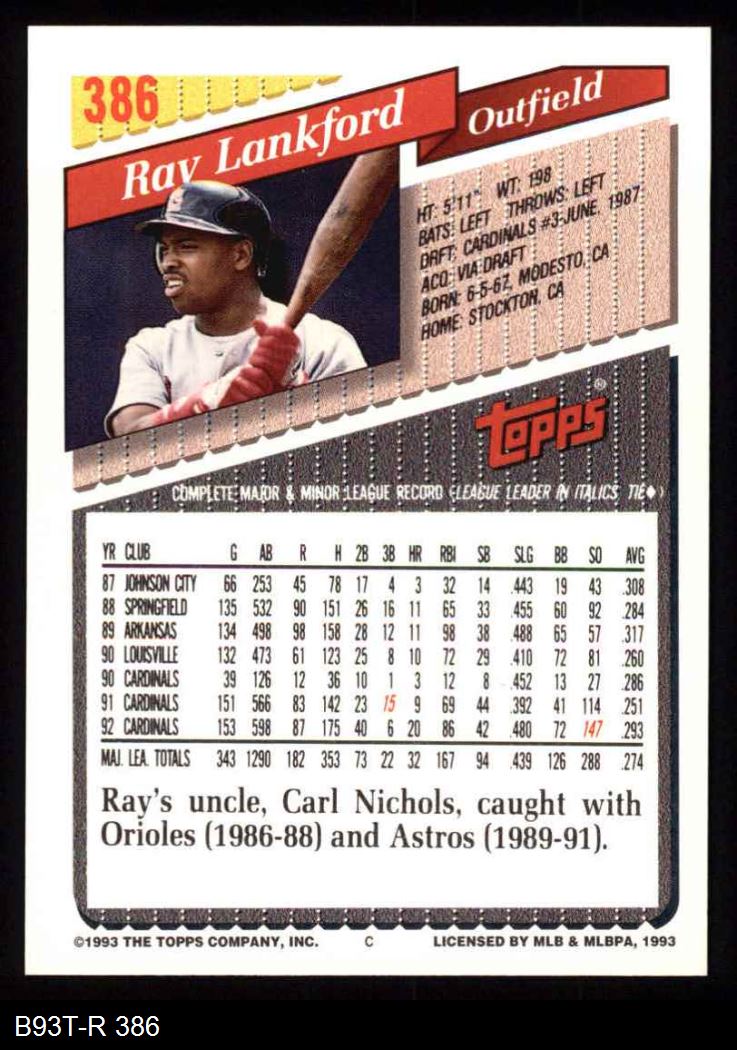 386
Ray Lankford
Outfield
HT: 5'11" WT: 198
BATS: LEFT THROWS: LEFT
DRFT: CARDINALS #3-JUNE, 1987
ACQ: VIA DRAFT
BORN: 6-5-67, MODESTO, CA
HOME: STOCKTON, CA
topps®
COMPLETE MAJOR & MINOR LEAGUE RECORD (LEAGUE LEADER IN ITALICS, TIE♦)
YR CLUB G AB R H 2B 3B HR RBI SB SLG BB SO AVG
87 JOHNSON CITY 66 253 45 78 17 4 3 32 14 .443 19 43 .308
88 SPRINGFIELD 135 532 90 151 26 16 11 65 33 .455 60 92 .284
89 ARKANSAS 134 498 98 158 28 12 11 98 38 .488 65 57 .317
90 LOUISVILLE 132 473 61 123 25 8 10 72 29 .410 72 81 .260
90 CARDINALS 39 126 12 36 10 1 3 12 8 .452 13 27 .286
91 CARDINALS 151 566 83 142 23 15 9 69 44 .392 41 114 .251
92 CARDINALS 153 598 87 175 40 6 20 86 42 .480 72 147 .293
MAJ. LEA. TOTALS 343 1290 182 353 73 22 32 167 94 .439 126 288 .274
Ray's uncle, Carl Nichols, caught with
Orioles (1986-88) and Astros (1989-91).
©1993 THE TOPPS COMPANY, INC. C LICENSED BY MLB & MLBPA, 1993
B93T-R 386